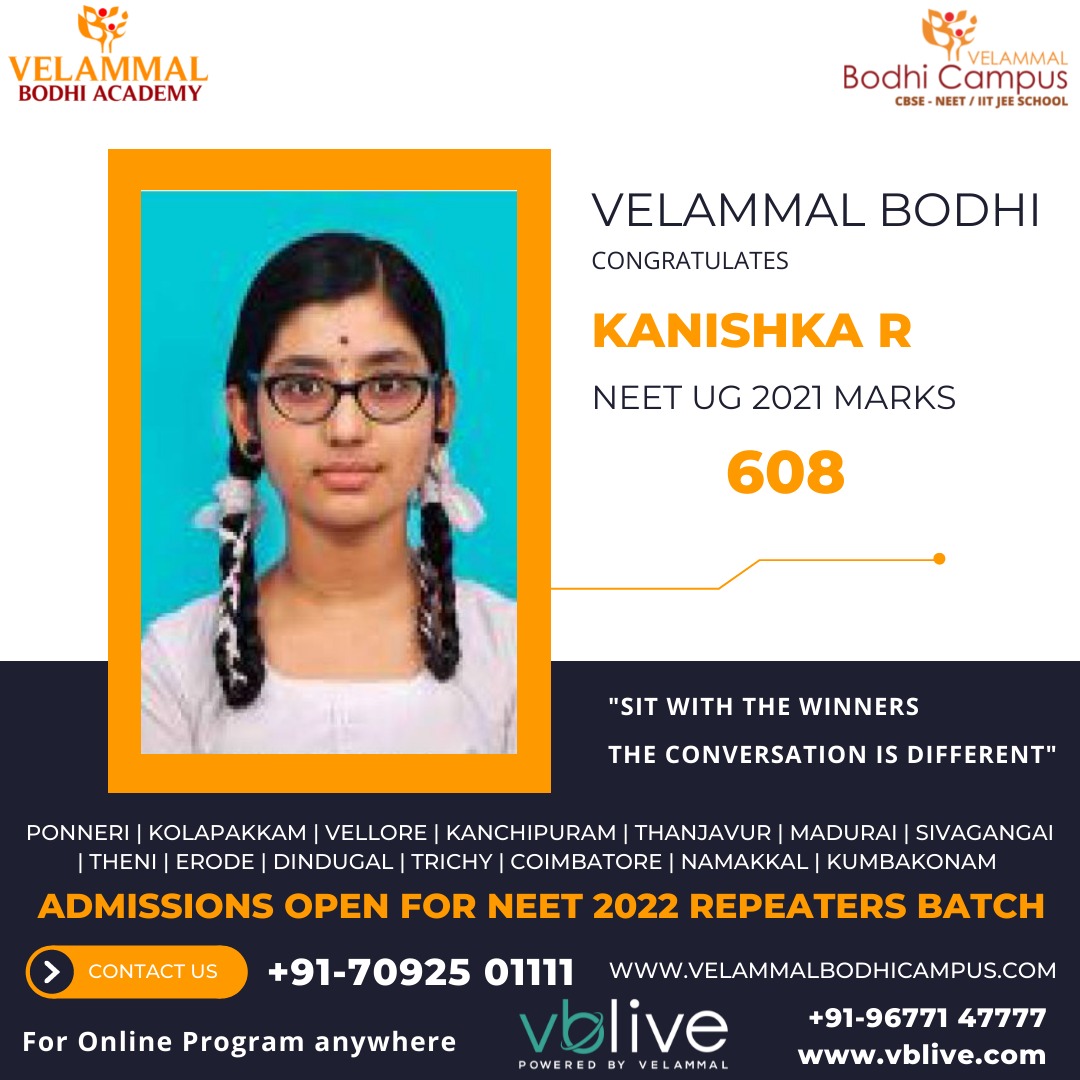 VELAMMAL
BODHI ACADEMY
VELAMMAL
Bodhi Campus
CBSE - NEET / IIT JEE SCHOOL
VELAMMAL BODHI
CONGRATULATES
KANISHKA R
NEET UG 2021 MARKS
608
"SIT WITH THE WINNERS
THE CONVERSATION IS DIFFERENT"
PONNERI | KOLAPAKKAM | VELLORE | KANCHIPURAM | THANJAVUR | MADURAI | SIVAGANGAI
| THENI | ERODE | DINDUGAL | TRICHY | COIMBATORE | NAMAKKAL | KUMBAKONAM
ADMISSIONS OPEN FOR NEET 2022 REPEATERS BATCH
CONTACT US
+91-70925 01111
WWW.VELAMMALBODHICAMPUS.COM
For Online Program anywhere
vblive
POWERED BY VELAMMAL
+91-96771 47777
www.vblive.com